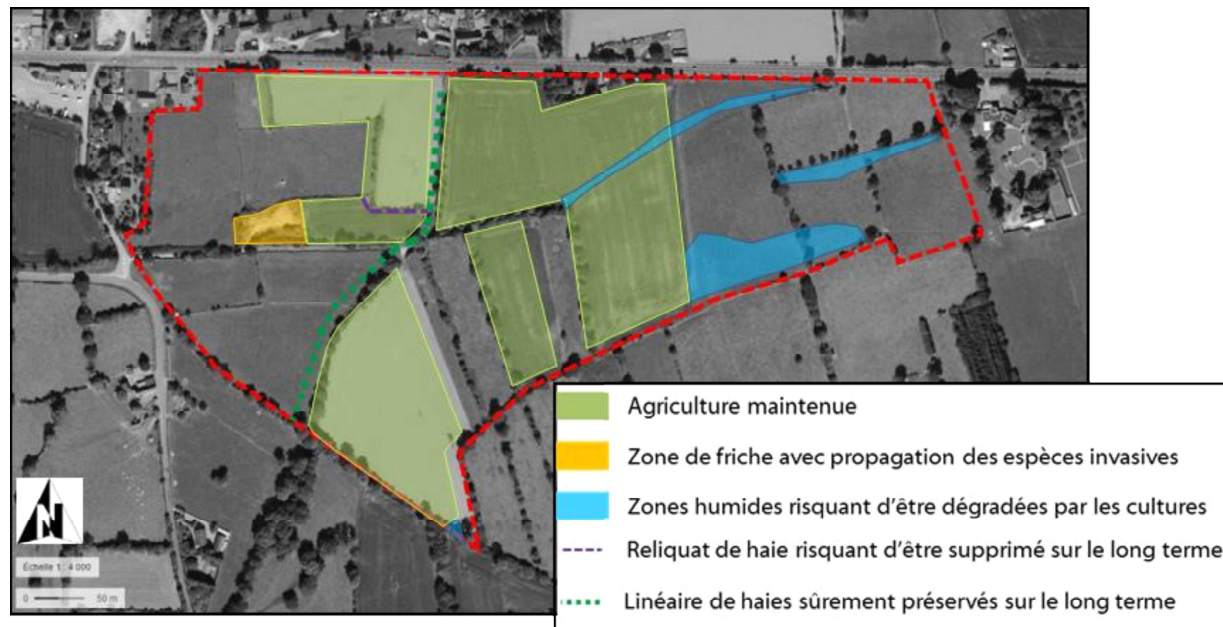 Agriculture maintenue
Zone de friche avec propagation des espèces invasives
Zones humides risquant d'être dégradées par les cultures
Reliquat de haie risquant d'être supprimé sur le long terme
Linéaire de haies sûrement préservés sur le long terme
N
Échelle 1 : 4 000
0 50 m